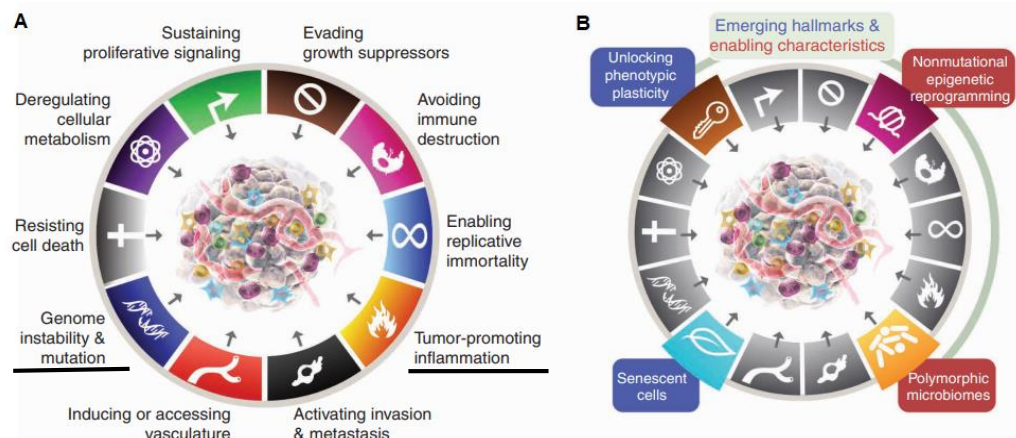 A
Sustaining
proliferative signaling
Evading
growth suppressors
Deregulating
cellular
metabolism
Avoiding
immune
destruction
Resisting
cell death
Enabling
replicative
immortality
Genome
instability &
mutation
Tumor-promoting
inflammation
Inducing or accessing
vasculature
Activating invasion
& metastasis
B
Emerging hallmarks &
enabling characteristics
Unlocking
phenotypic
plasticity
Nonmutational
epigenetic
reprogramming
Senescent
cells
Polymorphic
microbiomes